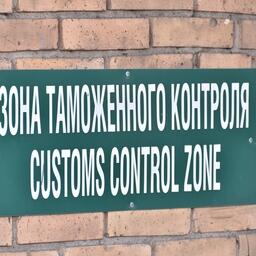 ЗОНА ТАМОЖЕННОГО КОНТРОЛЯ
CUSTOMS CONTROL ZONE